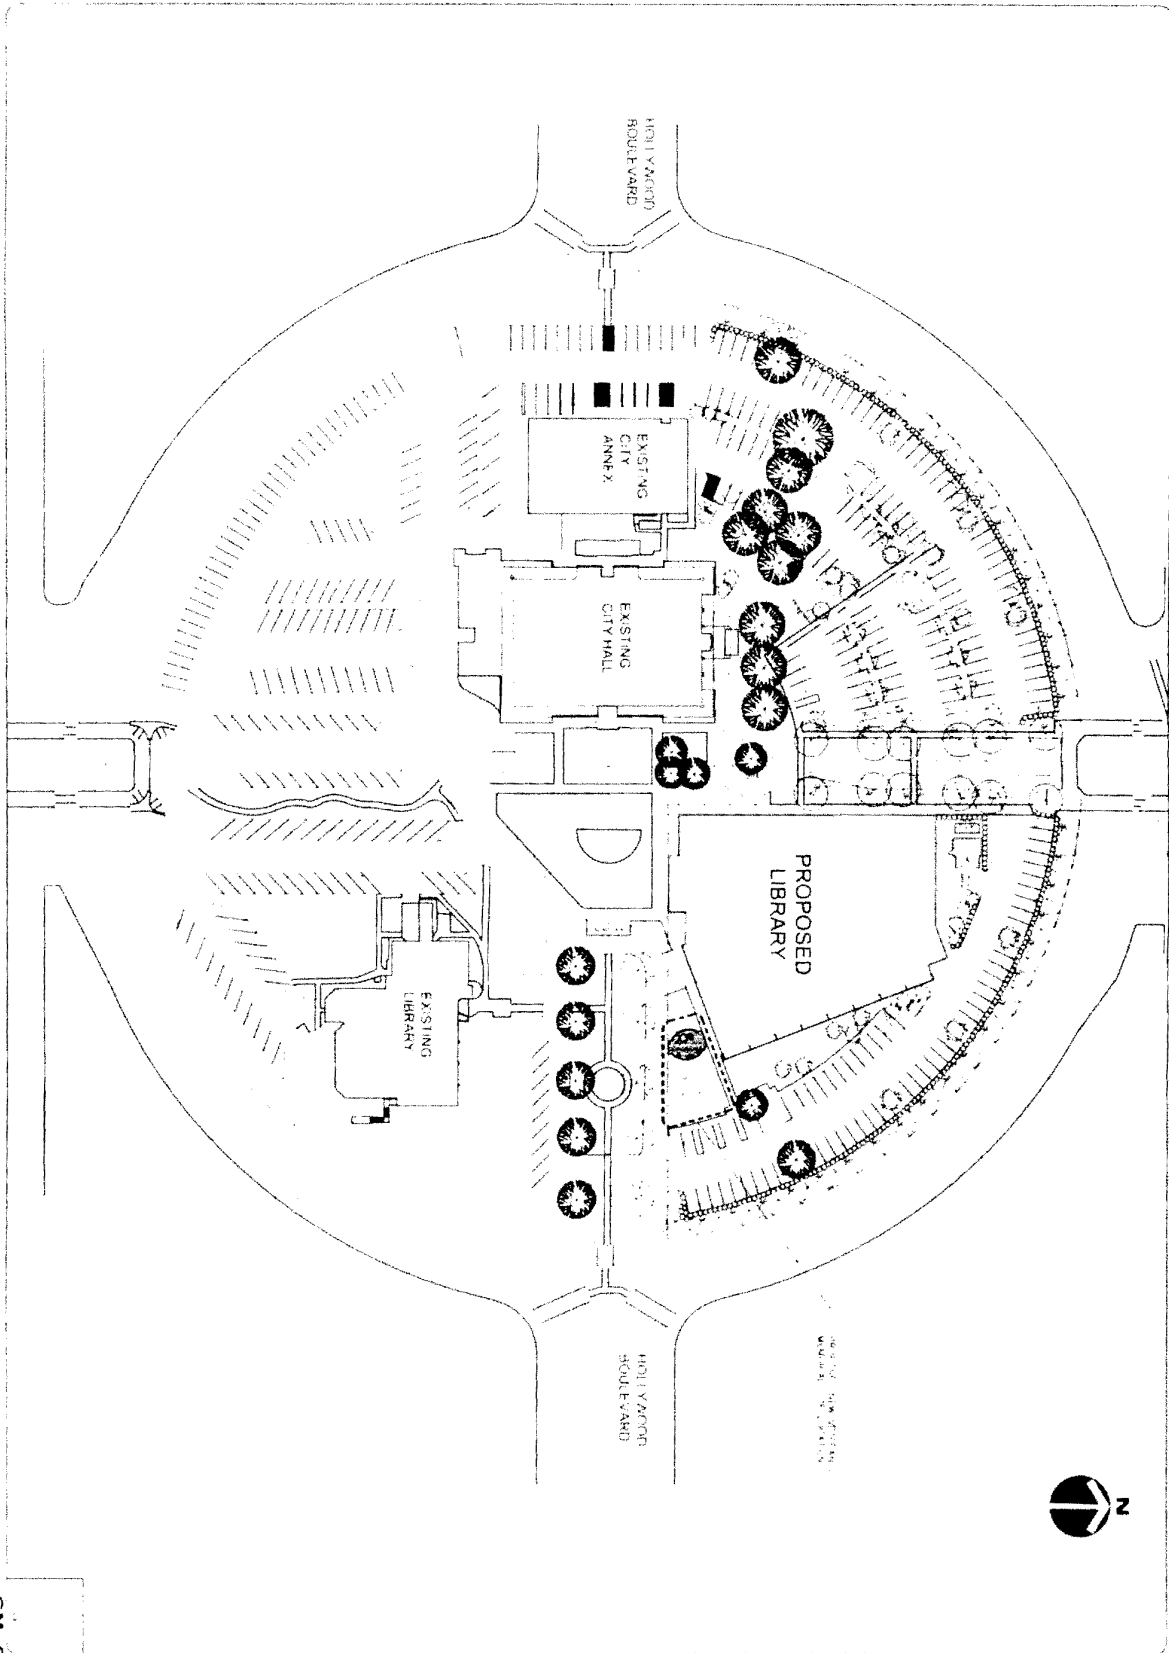 HOLLYWOOD
BOULEVARD
EXISTING
CITY
ANNEX
EXISTING
CITY HALL
PROPOSED
LIBRARY
EXISTING
LIBRARY
HOLLYWOOD
BOULEVARD
N